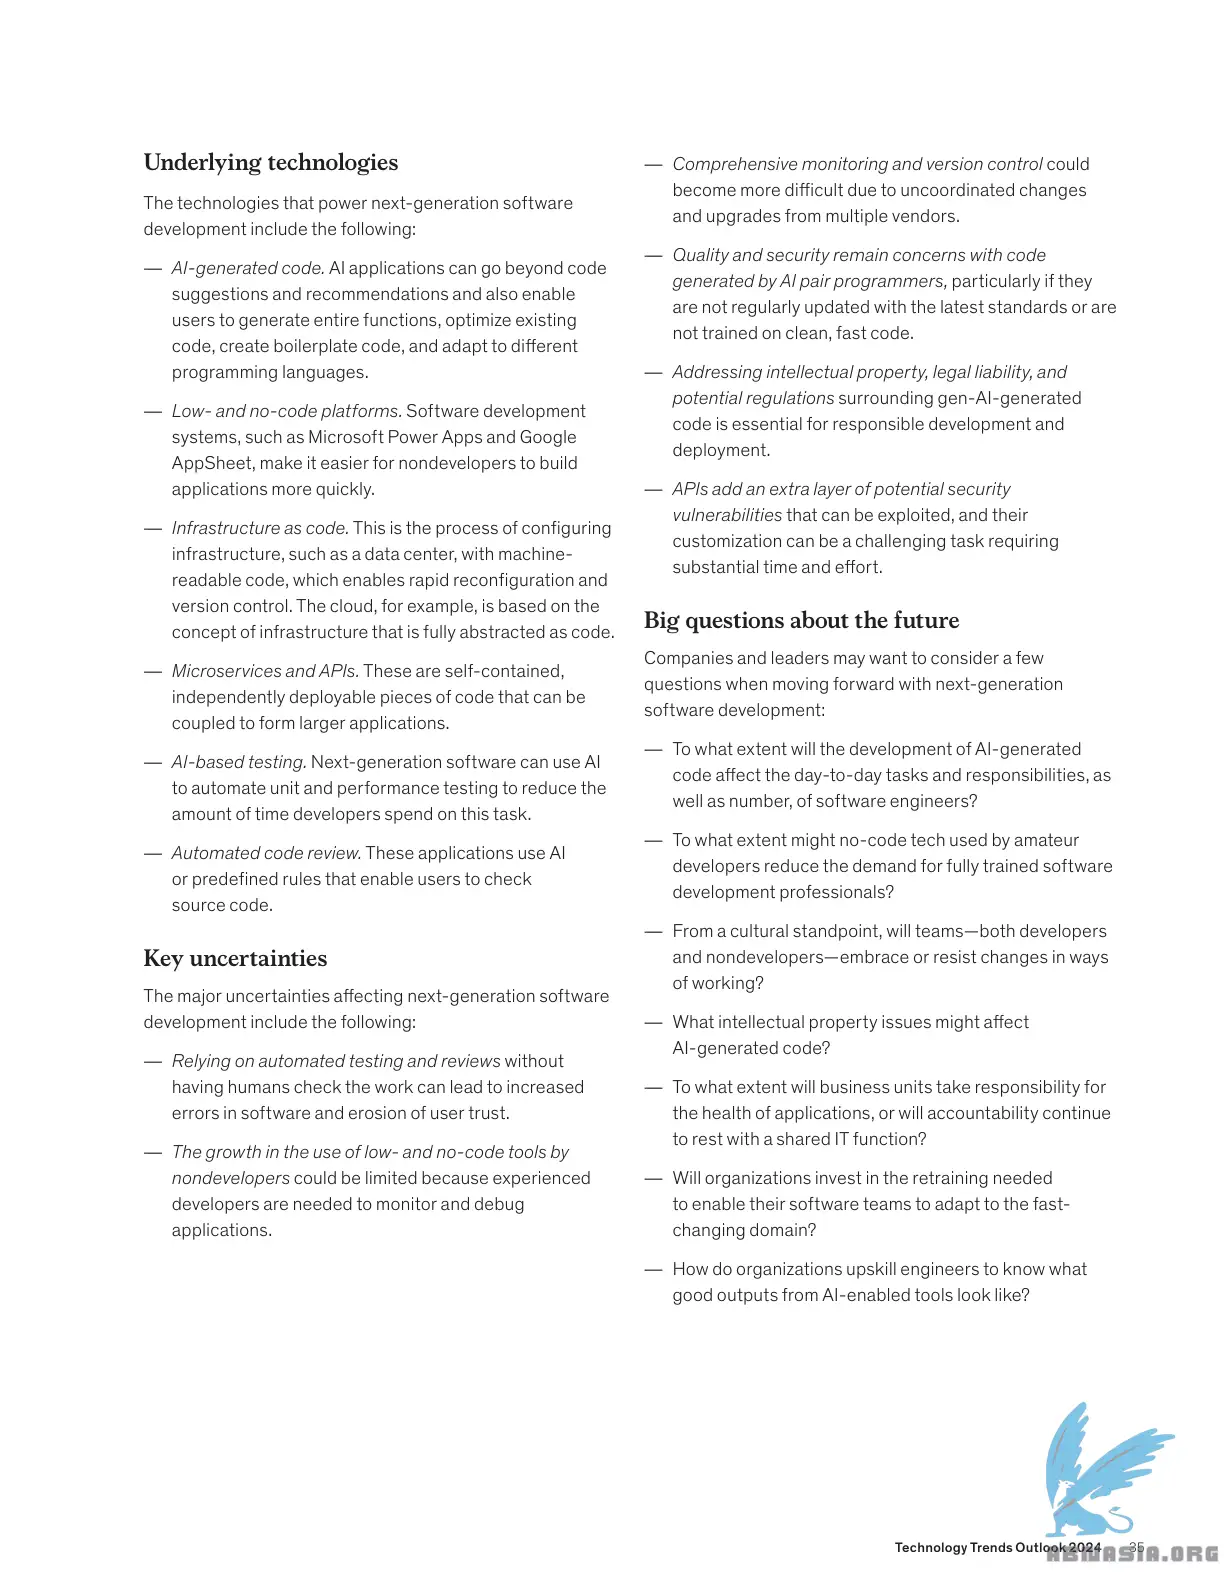 Underlying technologies
The technologies that power next-generation software
development include the following:
— AI-generated code. AI applications can go beyond code
suggestions and recommendations and also enable
users to generate entire functions, optimize existing
code, create boilerplate code, and adapt to different
programming languages.
— Low- and no-code platforms. Software development
systems, such as Microsoft Power Apps and Google
AppSheet, make it easier for nondevelopers to build
applications more quickly.
— Infrastructure as code. This is the process of configuring
infrastructure, such as a data center, with machine-
readable code, which enables rapid reconfiguration and
version control. The cloud, for example, is based on the
concept of infrastructure that is fully abstracted as code.
— Microservices and APIs. These are self-contained,
independently deployable pieces of code that can be
coupled to form larger applications.
— AI-based testing. Next-generation software can use AI
to automate unit and performance testing to reduce the
amount of time developers spend on this task.
— Automated code review. These applications use AI
or predefined rules that enable users to check
source code.
Key uncertainties
The major uncertainties affecting next-generation software
development include the following:
— Relying on automated testing and reviews without
having humans check the work can lead to increased
errors in software and erosion of user trust.
— The growth in the use of low- and no-code tools by
nondevelopers could be limited because experienced
developers are needed to monitor and debug
applications.
— Comprehensive monitoring and version control could
become more difficult due to uncoordinated changes
and upgrades from multiple vendors.
— Quality and security remain concerns with code
generated by AI pair programmers, particularly if they
are not regularly updated with the latest standards or are
not trained on clean, fast code.
— Addressing intellectual property, legal liability, and
potential regulations surrounding gen-AI-generated
code is essential for responsible development and
deployment.
— APIs add an extra layer of potential security
vulnerabilities that can be exploited, and their
customization can be a challenging task requiring
substantial time and effort.
Big questions about the future
Companies and leaders may want to consider a few
questions when moving forward with next-generation
software development:
— To what extent will the development of AI-generated
code affect the day-to-day tasks and responsibilities, as
well as number, of software engineers?
— To what extent might no-code tech used by amateur
developers reduce the demand for fully trained software
development professionals?
— From a cultural standpoint, will teams—both developers
and nondevelopers—embrace or resist changes in ways
of working?
— What intellectual property issues might affect
AI-generated code?
— To what extent will business units take responsibility for
the health of applications, or will accountability continue
to rest with a shared IT function?
— Will organizations invest in the retraining needed
to enable their software teams to adapt to the fast-
changing domain?
— How do organizations upskill engineers to know what
good outputs from AI-enabled tools look like?
Technology Trends Outlook 2024 35
ABWASIA.ORG